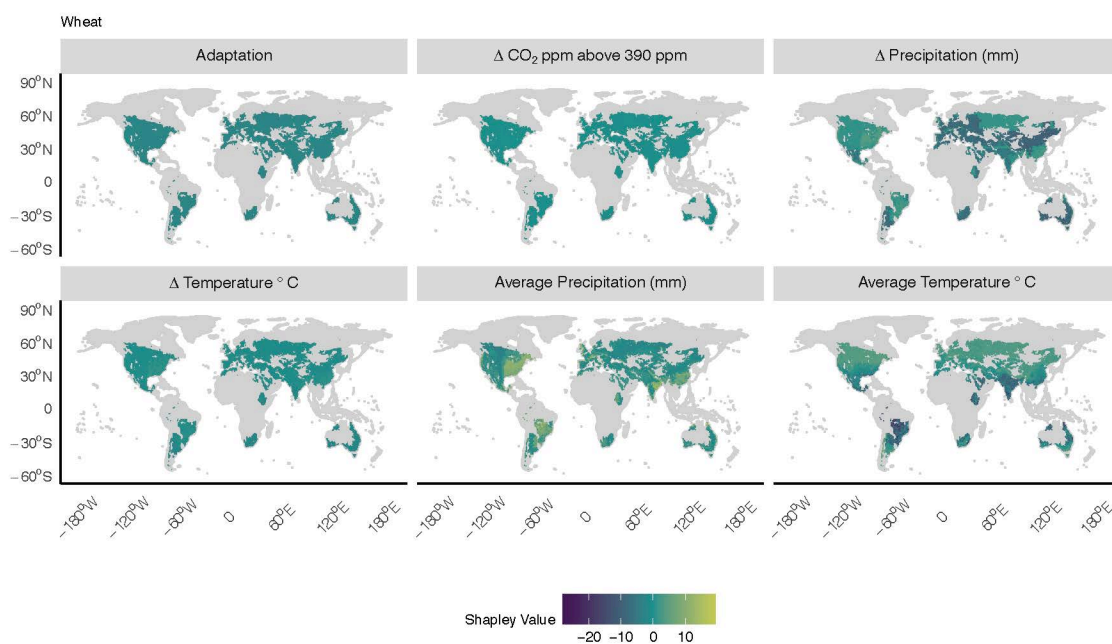 Wheat
Adaptation
Δ CO₂ ppm above 390 ppm
Δ Precipitation (mm)
90°N
60°N
30°N
0
−30°S
−60°S
Δ Temperature ° C
Average Precipitation (mm)
Average Temperature ° C
90°N
60°N
30°N
0
−30°S
−60°S
−180°W −120°W −60°W 0 60°E 120°E 180°E
−180°W −120°W −60°W 0 60°E 120°E 180°E
−180°W −120°W −60°W 0 60°E 120°E 180°E
Shapley Value
−20 −10 0 10